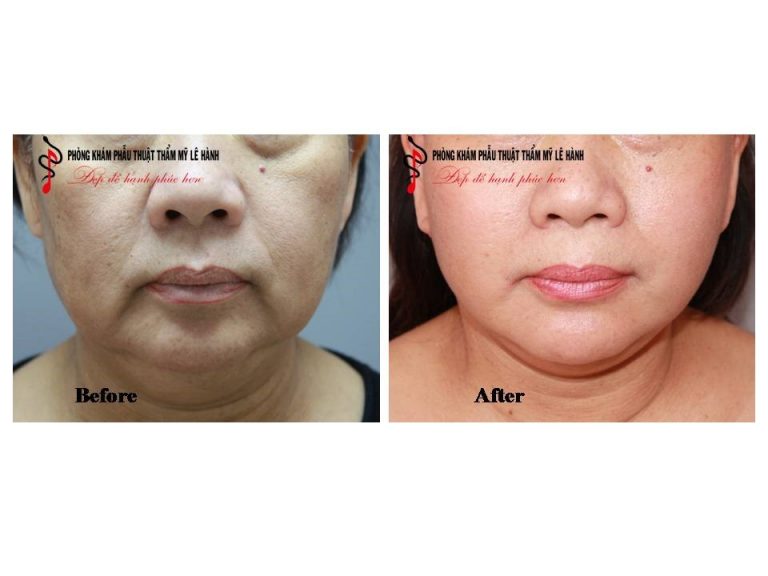 PHÒNG KHÁM PHẪU THUẬT THẨM MỸ LÊ HÀNH
Đẹp để hạnh phúc hơn
Before
PHÒNG KHÁM PHẪU THUẬT THẨM MỸ LÊ HÀNH
Đẹp để hạnh phúc hơn
After